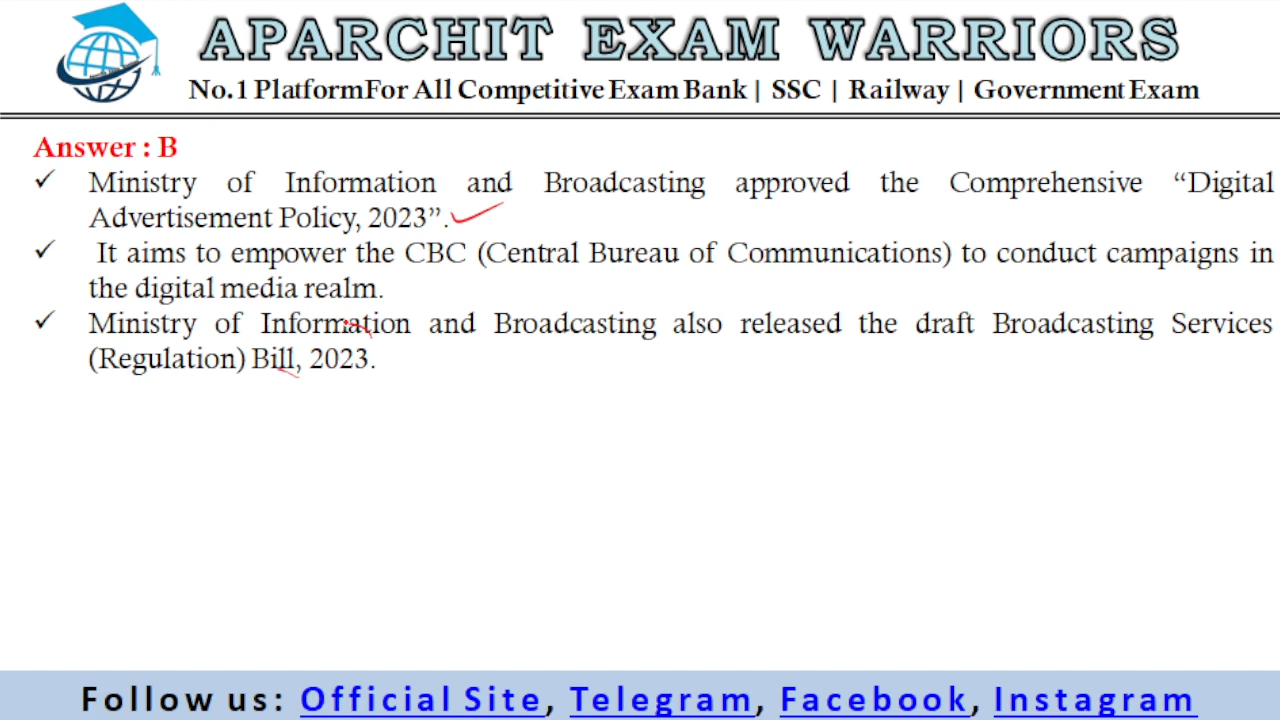 APARCHIT EXAM WARRIORS
No.1 PlatformFor All Competitive Exam Bank | SSC | Railway | Government Exam
Answer : B
✓ Ministry of Information and Broadcasting approved the Comprehensive “Digital
Advertisement Policy, 2023”.
✓ It aims to empower the CBC (Central Bureau of Communications) to conduct campaigns in
the digital media realm.
✓ Ministry of Information and Broadcasting also released the draft Broadcasting Services
(Regulation) Bill, 2023.
Follow us: Official Site, Telegram, Facebook, Instagram